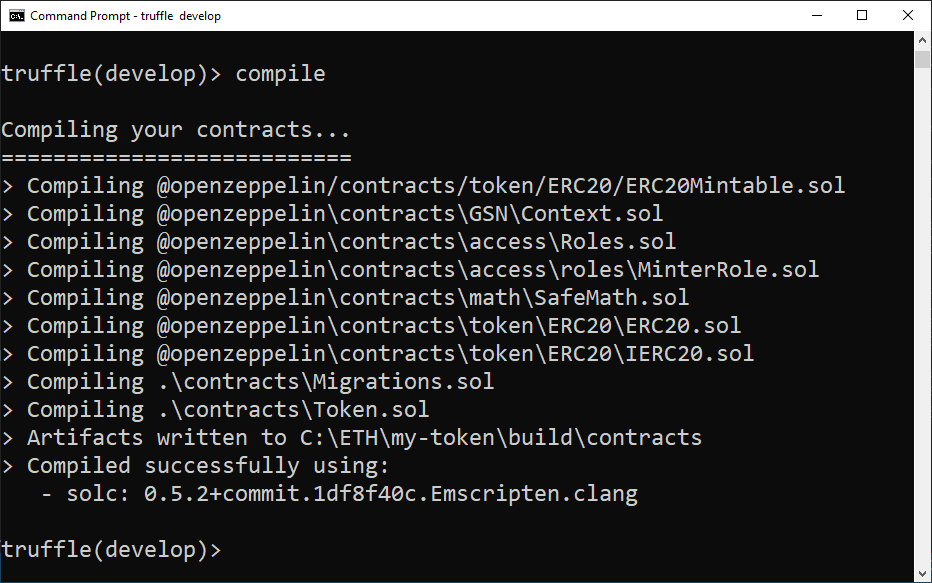 Command Prompt - truffle develop
truffle(develop)> compile
Compiling your contracts...
===========================
> Compiling @openzeppelin/contracts/token/ERC20/ERC20Mintable.sol
> Compiling @openzeppelin\contracts\GSN\Context.sol
> Compiling @openzeppelin\contracts\access\Roles.sol
> Compiling @openzeppelin\contracts\access\roles\MinterRole.sol
> Compiling @openzeppelin\contracts\math\SafeMath.sol
> Compiling @openzeppelin\contracts\token\ERC20\ERC20.sol
> Compiling @openzeppelin\contracts\token\ERC20\IERC20.sol
> Compiling .\contracts\Migrations.sol
> Compiling .\contracts\Token.sol
> Artifacts written to C:\ETH\my-token\build\contracts
> Compiled successfully using:
   - solc: 0.5.2+commit.1df8f40c.Emscripten.clang
truffle(develop)>